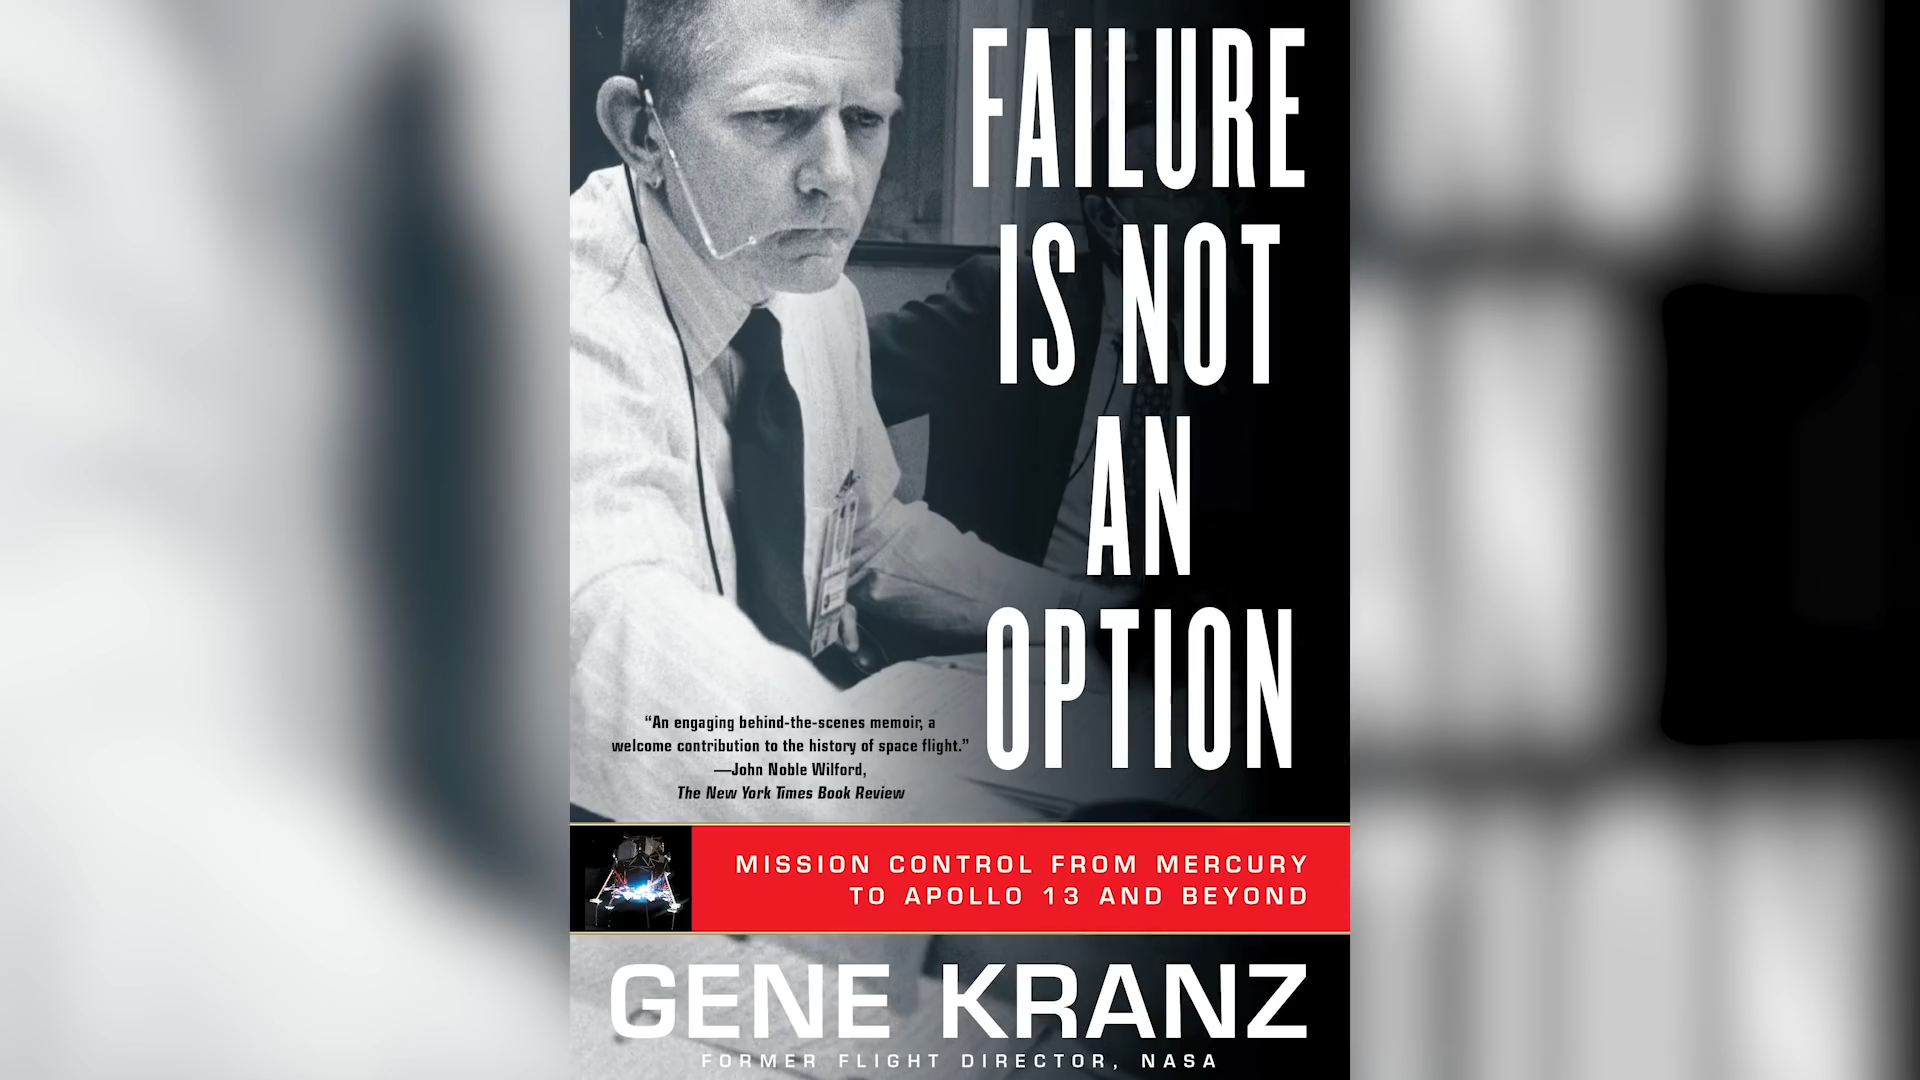 FAILURE
IS NOT
AN
OPTION
“An engaging behind-the-scenes memoir, a
welcome contribution to the history of space flight.”
—John Noble Wilford,
The New York Times Book Review
MISSION CONTROL FROM MERCURY
TO APOLLO 13 AND BEYOND
GENE KRANZ
FORMER FLIGHT DIRECTOR, NASA